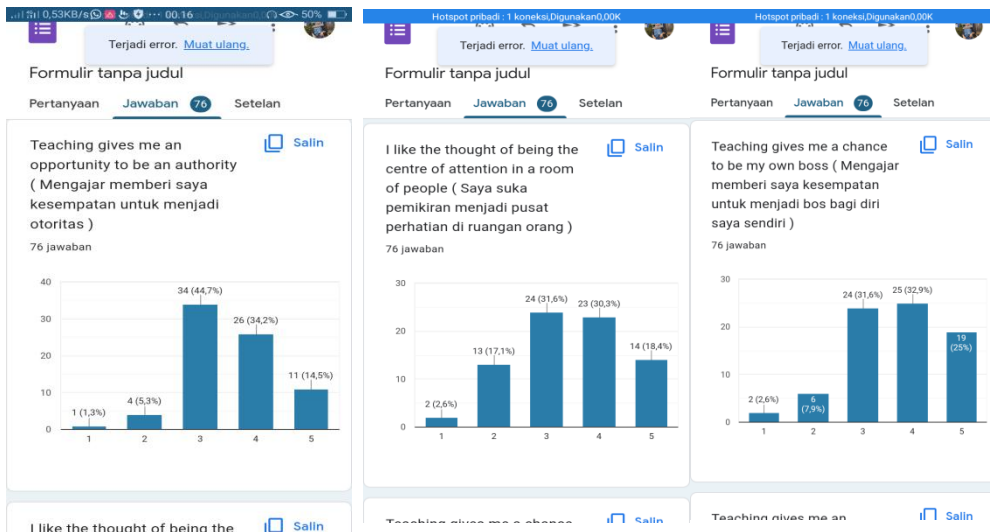 0,53KB/s 00.16 50%
Terjadi error. Muat ulang.
Formulir tanpa judul
Pertanyaan Jawaban 76 Setelan
Teaching gives me an
opportunity to be an authority
( Mengajar memberi saya
kesempatan untuk menjadi
otoritas )
Salin
76 jawaban
40
30
20
10
0
1 (1,3%)
4 (5,3%)
34 (44,7%)
26 (34,2%)
11 (14,5%)
1 2 3 4 5
I like the thought of being the
Salin
Hotspot pribadi : 1 koneksi,Digunakan0,00K
Terjadi error. Muat ulang.
Formulir tanpa judul
Pertanyaan Jawaban 76 Setelan
I like the thought of being the
centre of attention in a room
of people ( Saya suka
pemikiran menjadi pusat
perhatian di ruangan orang )
Salin
76 jawaban
30
20
10
0
2 (2,6%)
13 (17,1%)
24 (31,6%)
23 (30,3%)
14 (18,4%)
1 2 3 4 5
Teaching gives me a chance
Salin
Hotspot pribadi : 1 koneksi,Digunakan0,00K
Terjadi error. Muat ulang.
Formulir tanpa judul
Pertanyaan Jawaban 76 Setelan
Teaching gives me a chance
to be my own boss ( Mengajar
memberi saya kesempatan
untuk menjadi bos bagi diri
saya sendiri )
Salin
76 jawaban
30
20
10
0
2 (2,6%)
6
(7,9%)
24 (31,6%)
25 (32,9%)
19
(25%)
1 2 3 4 5
Teaching gives me an
Salin